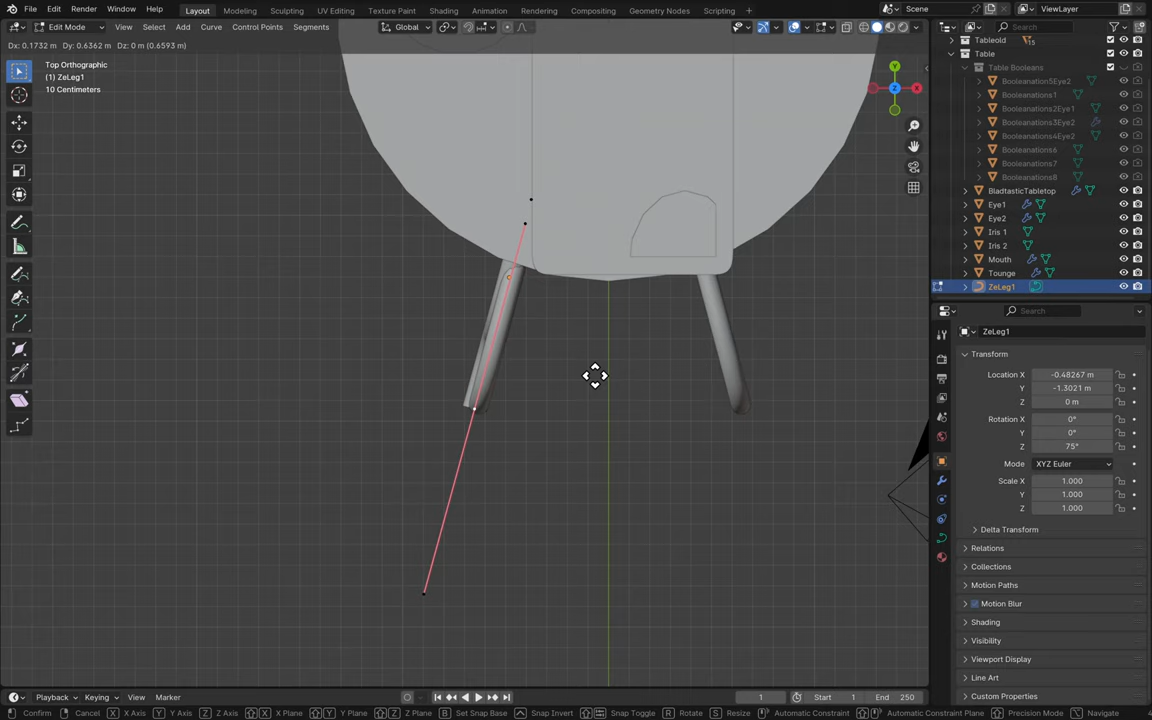 File Edit Render Window Help Layout Modeling Sculpting UV Editing Texture Paint Shading Animation Rendering Compositing Geometry Nodes Scripting + Scene ViewLayer
Edit Mode View Select Add Curve Control Points Segments Global Search
Dx: 0.1732 m Dy: 0.6362 m Dz: 0 m (0.6593 m)
Top Orthographic
(1) ZeLeg1
10 Centimeters
Y
X
Z
Tableold 15
Table
Table Booleans
Booleanation5Eye2
Booleanations1
Booleanations2Eye1
Booleanations3Eye2
Booleanations4Eye2
Booleanations6
Booleanations7
Booleanations8
BladtasticTabletop
Eye1
Eye2
Iris 1
Iris 2
Mouth
Tounge
ZeLeg1
Search
ZeLeg1
Transform
Location X -0.48267 m
Y -1.3021 m
Z 0 m
Rotation X 0°
Y 0°
Z 75°
Mode XYZ Euler
Scale X 1.000
Y 1.000
Z 1.000
Delta Transform
Relations
Collections
Motion Paths
Motion Blur
Shading
Visibility
Viewport Display
Line Art
Custom Properties
Playback Keying View Marker 1 Start 1 End 250
Confirm Cancel X X Axis Y Y Axis Z Z Axis X X Plane Y Y Plane Z Z Plane B Set Snap Base Snap Invert Snap Toggle R Rotate S Resize Automatic Constraint Automatic Constraint Plane Precision Mode Navigate